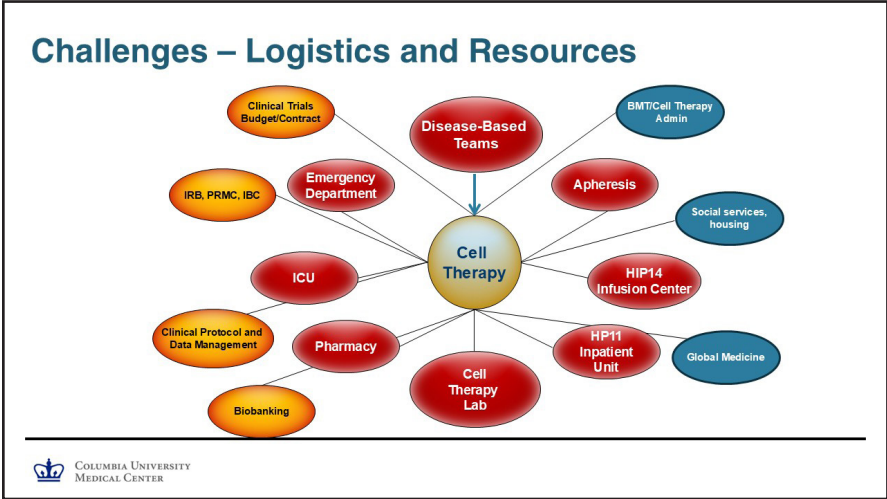 Challenges – Logistics and Resources
Clinical Trials
Budget/Contract
Disease-Based
Teams
BMT/Cell Therapy
Admin
Emergency
Department
Apheresis
IRB, PRMC, IBC
Social services,
housing
Cell
Therapy
ICU
HIP14
Infusion Center
Clinical Protocol and
Data Management
Pharmacy
HP11
Inpatient
Unit
Global Medicine
Cell
Therapy
Lab
Biobanking
COLUMBIA UNIVERSITY
MEDICAL CENTER